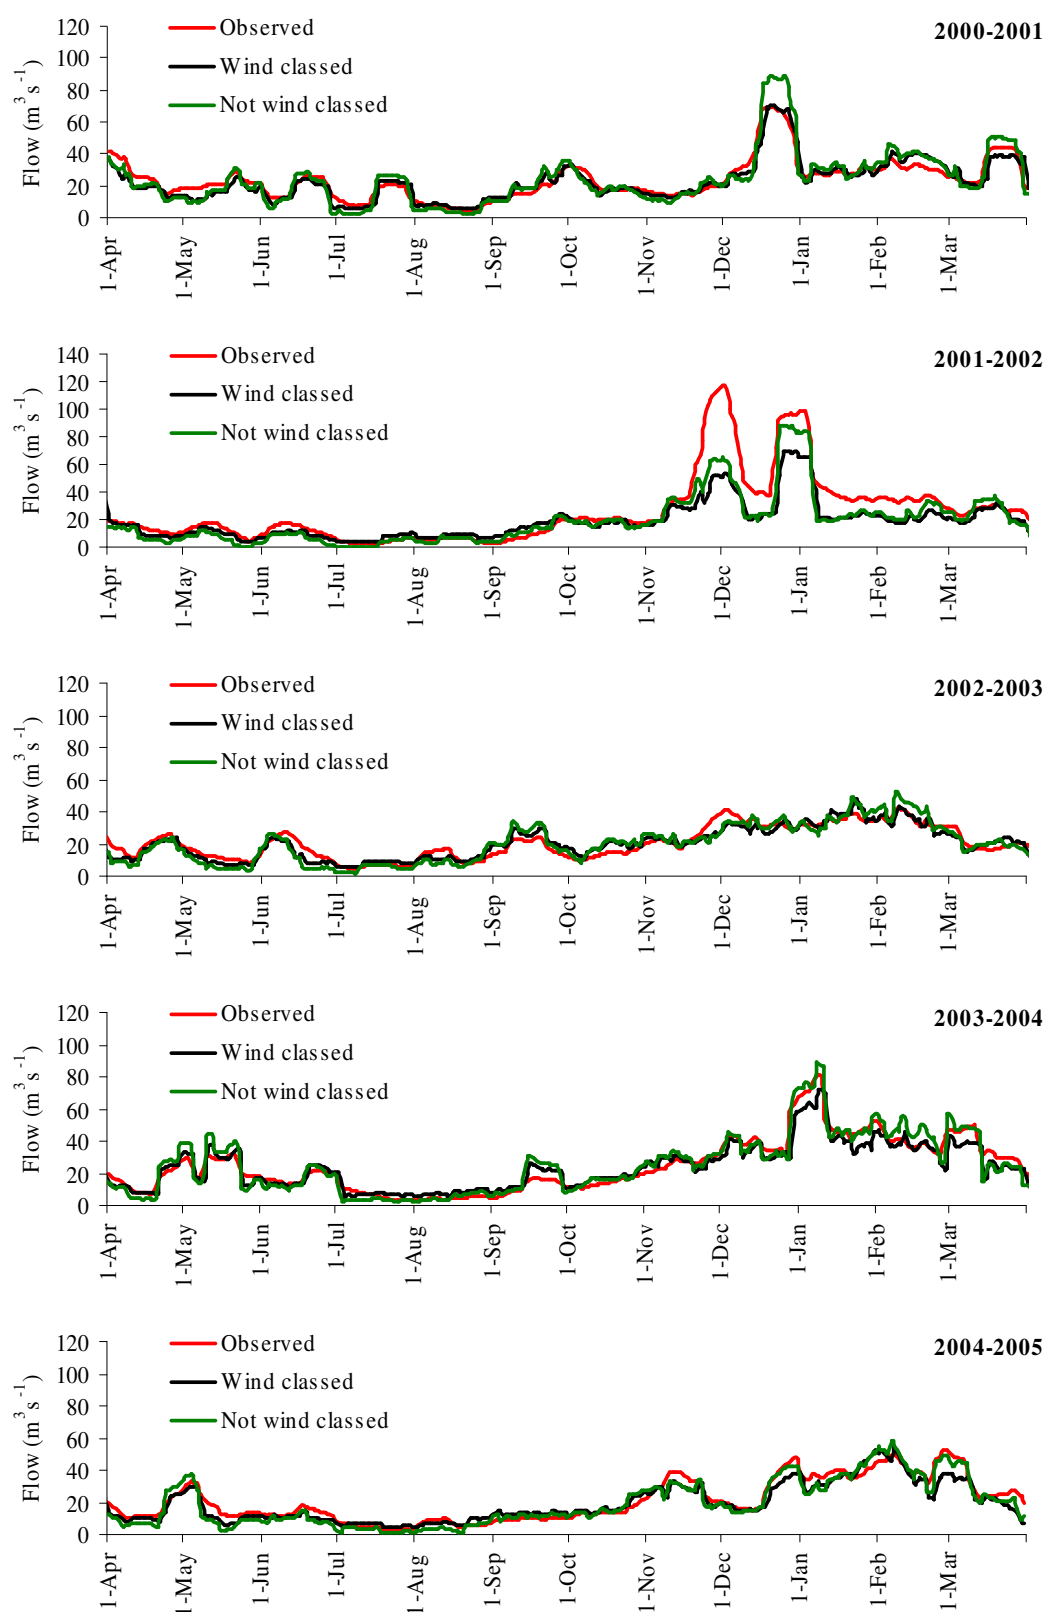 120
100
80
60
40
20
0
Flow (m³ s⁻¹)
Observed
Wind classed
Not wind classed
2000-2001
1-Apr
1-May
1-Jun
1-Jul
1-Aug
1-Sep
1-Oct
1-Nov
1-Dec
1-Jan
1-Feb
1-Mar
140
120
100
80
60
40
20
0
Flow (m³ s⁻¹)
Observed
Wind classed
Not wind classed
2001-2002
1-Apr
1-May
1-Jun
1-Jul
1-Aug
1-Sep
1-Oct
1-Nov
1-Dec
1-Jan
1-Feb
1-Mar
120
100
80
60
40
20
0
Flow (m³ s⁻¹)
Observed
Wind classed
Not wind classed
2002-2003
1-Apr
1-May
1-Jun
1-Jul
1-Aug
1-Sep
1-Oct
1-Nov
1-Dec
1-Jan
1-Feb
1-Mar
120
100
80
60
40
20
0
Flow (m³ s⁻¹)
Observed
Wind classed
Not wind classed
2003-2004
1-Apr
1-May
1-Jun
1-Jul
1-Aug
1-Sep
1-Oct
1-Nov
1-Dec
1-Jan
1-Feb
1-Mar
120
100
80
60
40
20
0
Flow (m³ s⁻¹)
Observed
Wind classed
Not wind classed
2004-2005
1-Apr
1-May
1-Jun
1-Jul
1-Aug
1-Sep
1-Oct
1-Nov
1-Dec
1-Jan
1-Feb
1-Mar